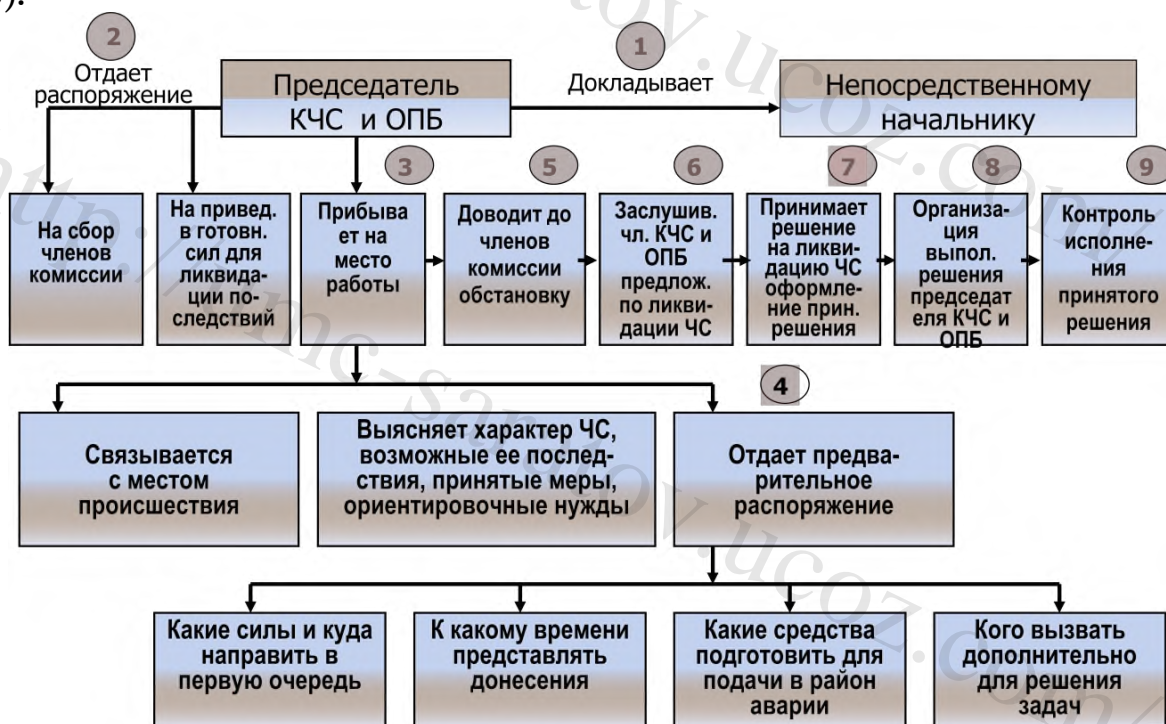 ).
2
1
Отдает
распоряжение
Докладывает
Председатель
КЧС и ОПБ
Непосредственному
начальнику
3
5
6
7
8
9
На сбор
членов
комиссии
На привед.
в готовн.
сил для
ликвида-
ции по-
следствий
Прибыва
ет на
место
работы
Доводит до
членов
комиссии
обстановку
Заслушив.
чл. КЧС и
ОПБ
предлож.
по ликви-
дации ЧС
Принимает
решение
на ликви-
дацию ЧС
оформле-
ние прин.
решения
Организа-
ция
выпол.
решения
председат
еля КЧС и
ОПБ
Контроль
исполне-
ния
принятого
решения
4
Связывается
с местом
происшествия
Выясняет характер ЧС,
возможные ее послед-
ствия, принятые меры,
ориентировочные нужды
Отдает предва-
рительное
распоряжение
Какие силы и куда
направить в
первую очередь
К какому времени
представлять
донесения
Какие средства
подготовить для
подачи в район
аварии
Кого вызвать
дополнительно
для решения
задач